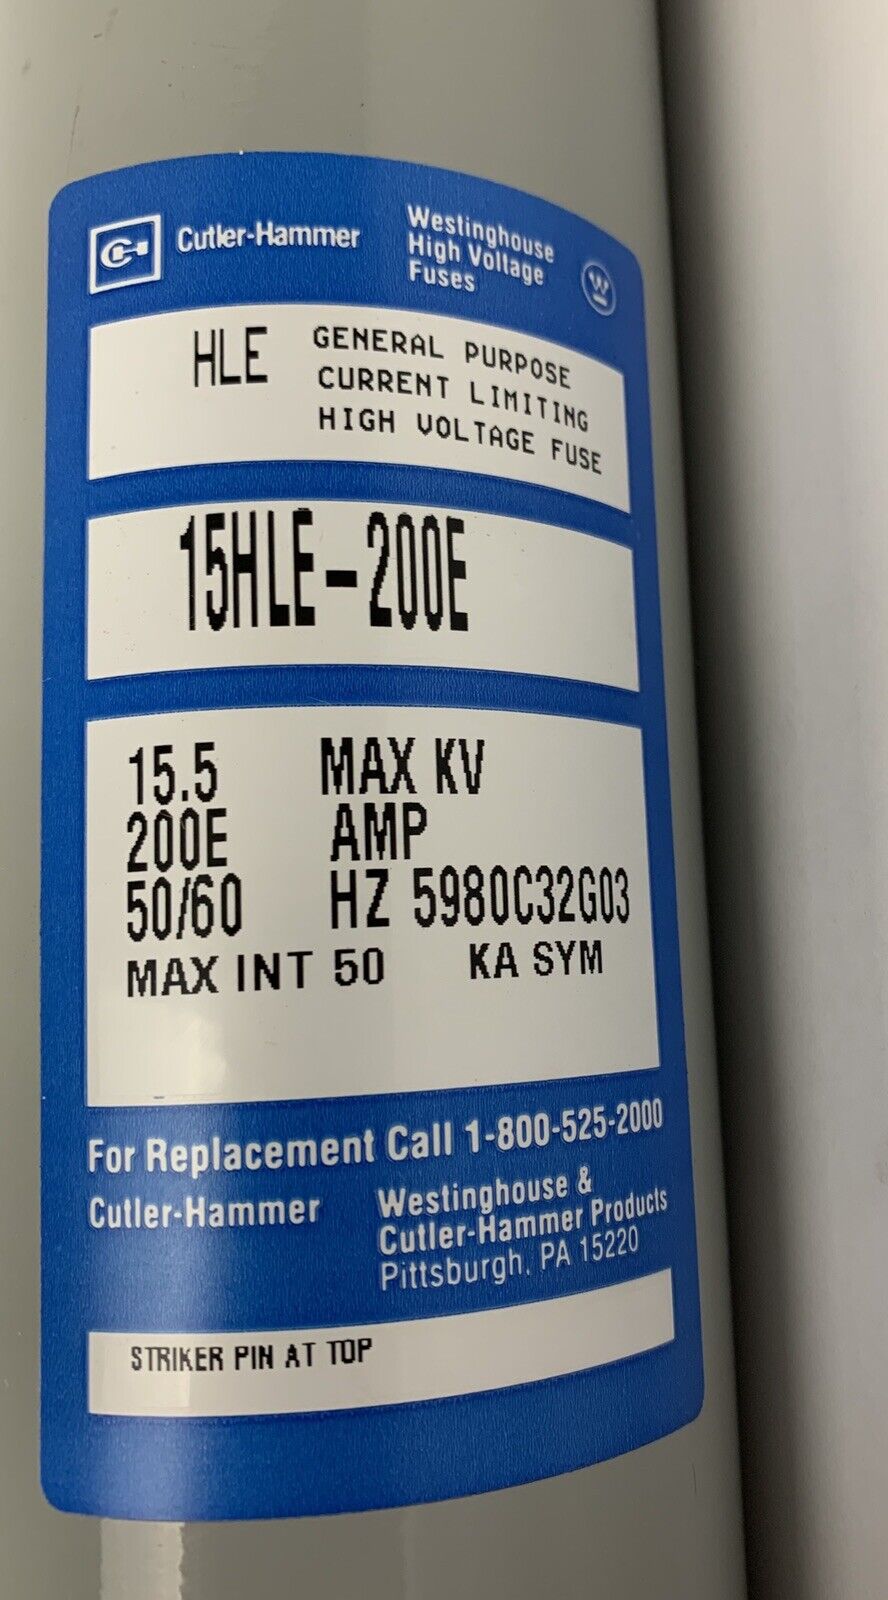 Cutler-Hammer
Westinghouse
High Voltage
Fuses
W
HLE
GENERAL PURPOSE
CURRENT LIMITING
HIGH VOLTAGE FUSE
15HLE-200E
15.5 MAX KV
200E AMP
50/60 HZ 5980C32G03
MAX INT 50 KA SYM
For Replacement Call 1-800-525-2000
Cutler-Hammer
Westinghouse &
Cutler-Hammer Products
Pittsburgh, PA 15220
STRIKER PIN AT TOP